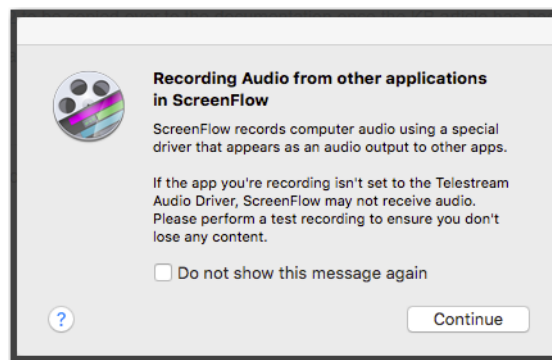 Recording Audio from other applications
in ScreenFlow
ScreenFlow records computer audio using a special
driver that appears as an audio output to other apps.
If the app you're recording isn't set to the Telestream
Audio Driver, ScreenFlow may not receive audio.
Please perform a test recording to ensure you don't
lose any content.
Do not show this message again
?
Continue